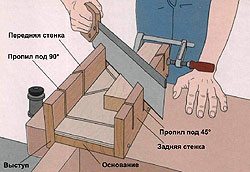 Передняя стенка
Пропил под 90°
Пропил под 45°
Задняя стенка
Выступ
Основание